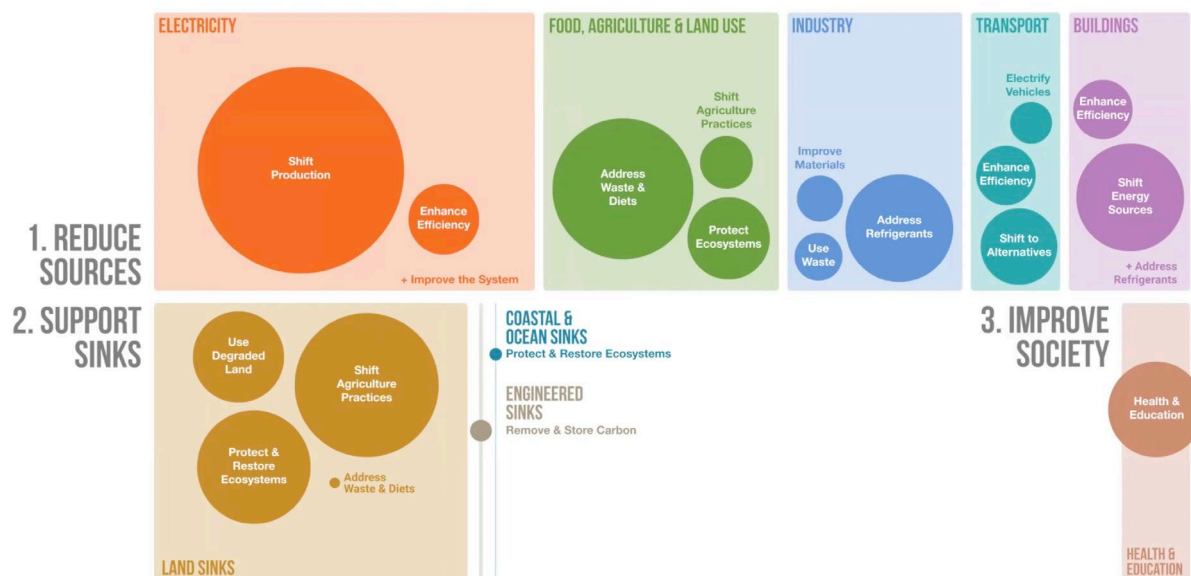 ELECTRICITY
Shift
Production
Enhance
Efficiency
+ Improve the System
FOOD, AGRICULTURE & LAND USE
Shift
Agriculture
Practices
Address
Waste &
Diets
Protect
Ecosystems
INDUSTRY
Improve
Materials
Use
Waste
Address
Refrigerants
TRANSPORT
Electrify
Vehicles
Enhance
Efficiency
Shift to
Alternatives
BUILDINGS
Enhance
Efficiency
Shift
Energy
Sources
+ Address
Refrigerants
1. REDUCE
SOURCES
2. SUPPORT
SINKS
Use
Degraded
Land
Shift
Agriculture
Practices
Protect &
Restore
Ecosystems
Address
Waste & Diets
LAND SINKS
COASTAL &
OCEAN SINKS
Protect & Restore Ecosystems
ENGINEERED
SINKS
Remove & Store Carbon
3. IMPROVE
SOCIETY
Health &
Education
HEALTH &
EDUCATION